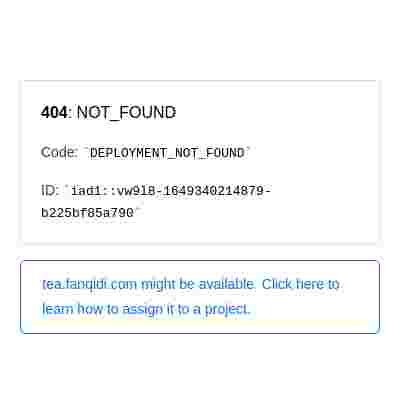 404: NOT_FOUND
Code: `DEPLOYMENT_NOT_FOUND`
ID: `iad1::vw9l8-1649340214879-
b225bf85a790`
tea.fanqidi.com might be available. Click here to
learn how to assign it to a project.